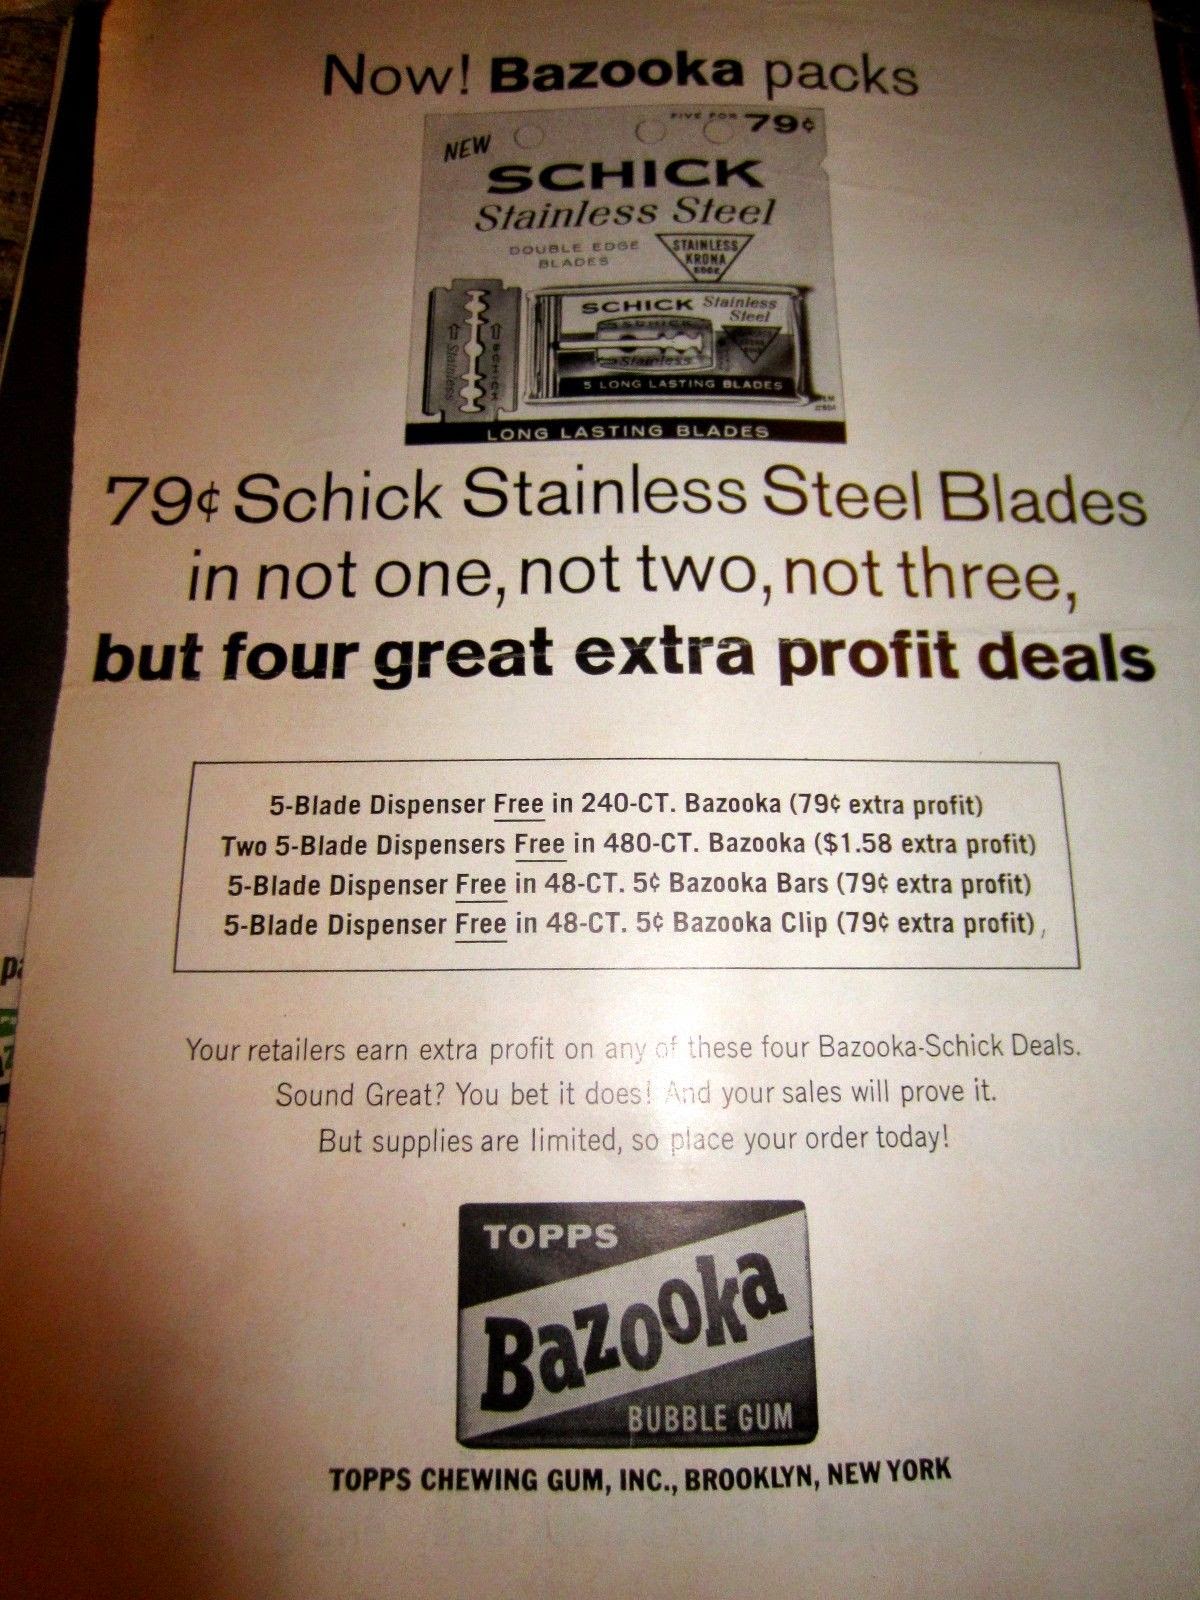 Now! Bazooka packs
FIVE FOR 79¢
NEW
SCHICK
Stainless Steel
DOUBLE EDGE
BLADES
STAINLESS
KRONA
EDGE
SCHICK Stainless
Steel
Stainless
SCHICK
Stainless
5 LONG LASTING BLADES
LONG LASTING BLADES
79¢ Schick Stainless Steel Blades
in not one, not two, not three,
but four great extra profit deals
5-Blade Dispenser Free in 240-CT. Bazooka (79¢ extra profit)
Two 5-Blade Dispensers Free in 480-CT. Bazooka ($1.58 extra profit)
5-Blade Dispenser Free in 48-CT. 5¢ Bazooka Bars (79¢ extra profit)
5-Blade Dispenser Free in 48-CT. 5¢ Bazooka Clip (79¢ extra profit)
Your retailers earn extra profit on any of these four Bazooka-Schick Deals.
Sound Great? You bet it does! And your sales will prove it.
But supplies are limited, so place your order today!
TOPPS
Bazooka
BUBBLE GUM
TOPPS CHEWING GUM, INC., BROOKLYN, NEW YORK